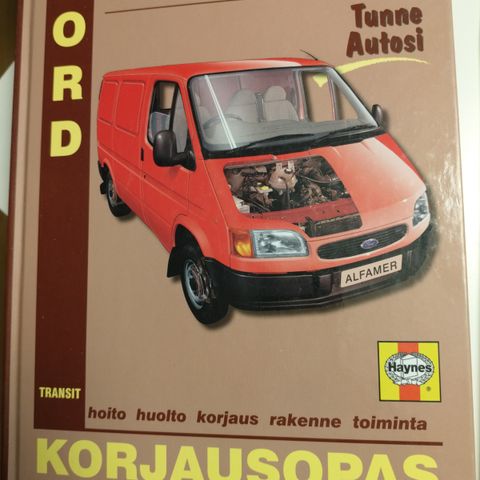 ORD
Tunne
Autosi
ALFAMER
Haynes
TRANSIT
hoito huolto korjaus rakenne toiminta
KORJAUSOPAS